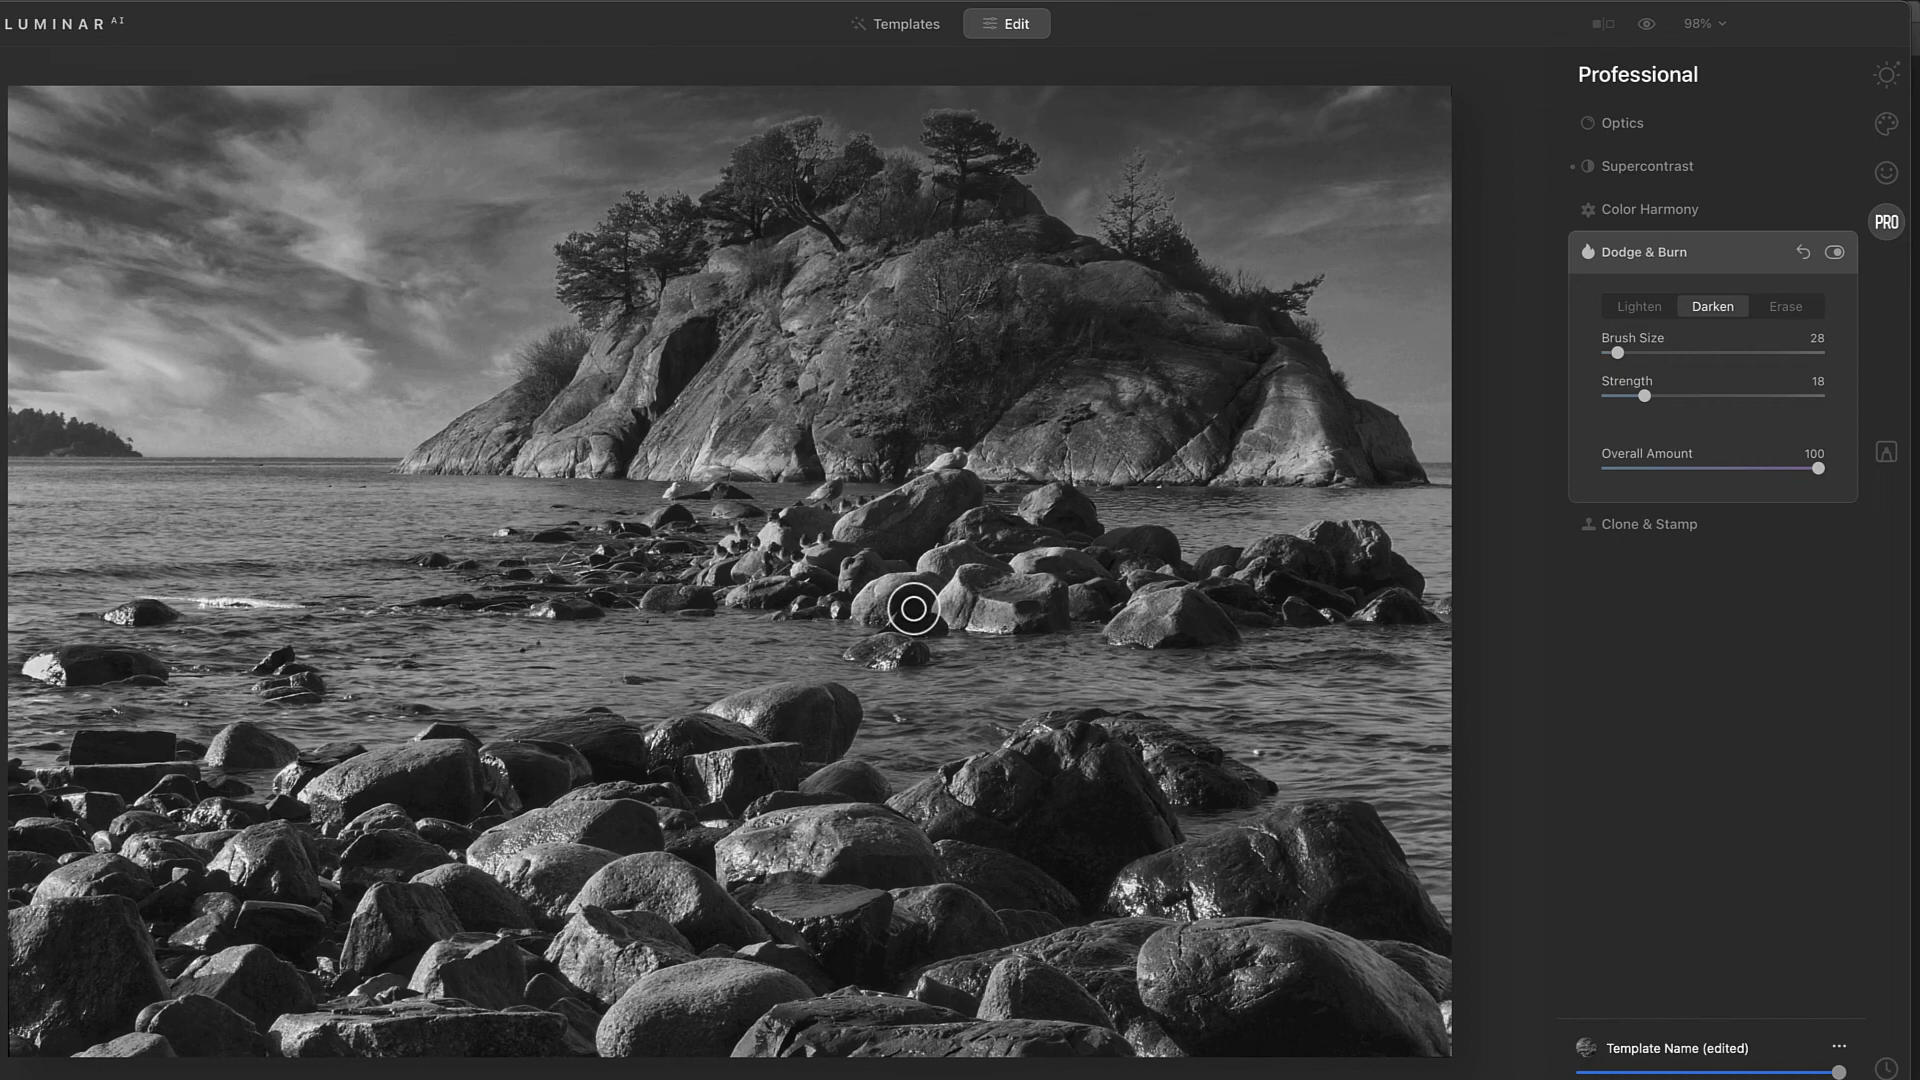 LUMINAR AI
Templates
Edit
98%
Professional
Optics
Supercontrast
Color Harmony
PRO
Dodge & Burn
Lighten
Darken
Erase
Brush Size 28
Strength 18
Overall Amount 100
Clone & Stamp
Template Name (edited)